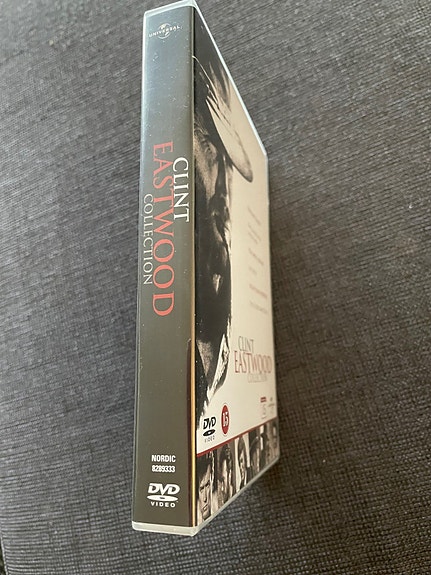 UNIVERSAL
CLINT
EASTWOOD
COLLECTION
NORDIC
8289333
DVD
VIDEO
CLINT
EASTWOOD
COLLECTION
DVD
VIDEO
15